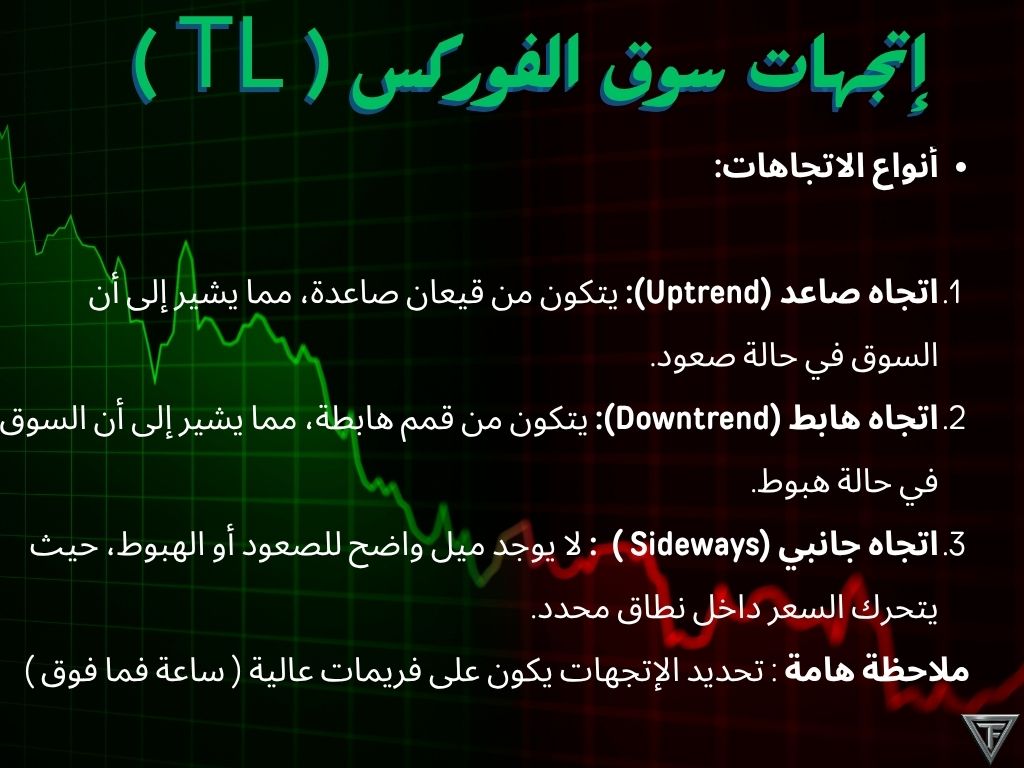 إتجهات سوق الفوركس ( TL )
• أنواع الاتجاهات:
1. اتجاه صاعد (Uptrend): يتكون من قيعان صاعدة، مما يشير إلى أن
السوق في حالة صعود.
2. اتجاه هابط (Downtrend): يتكون من قمم هابطة، مما يشير إلى أن السوق
في حالة هبوط.
3. اتجاه جانبي (Sideways ) : لا يوجد ميل واضح للصعود أو الهبوط، حيث
يتحرك السعر داخل نطاق محدد.
ملاحظة هامة : تحديد الإتجهات يكون على فريمات عالية ( ساعة فما فوق )